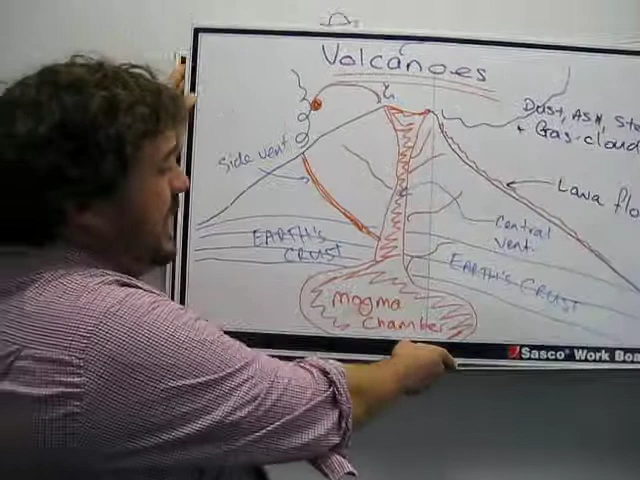 Volcanoes
Dust, ASH, Ste
+ Gas-cloud
Side vent
Lava flo
Central
vent.
EARTH'S
CRUST
EARTH'S CRUST
Magma
Chamber
Sasco® Work Boa